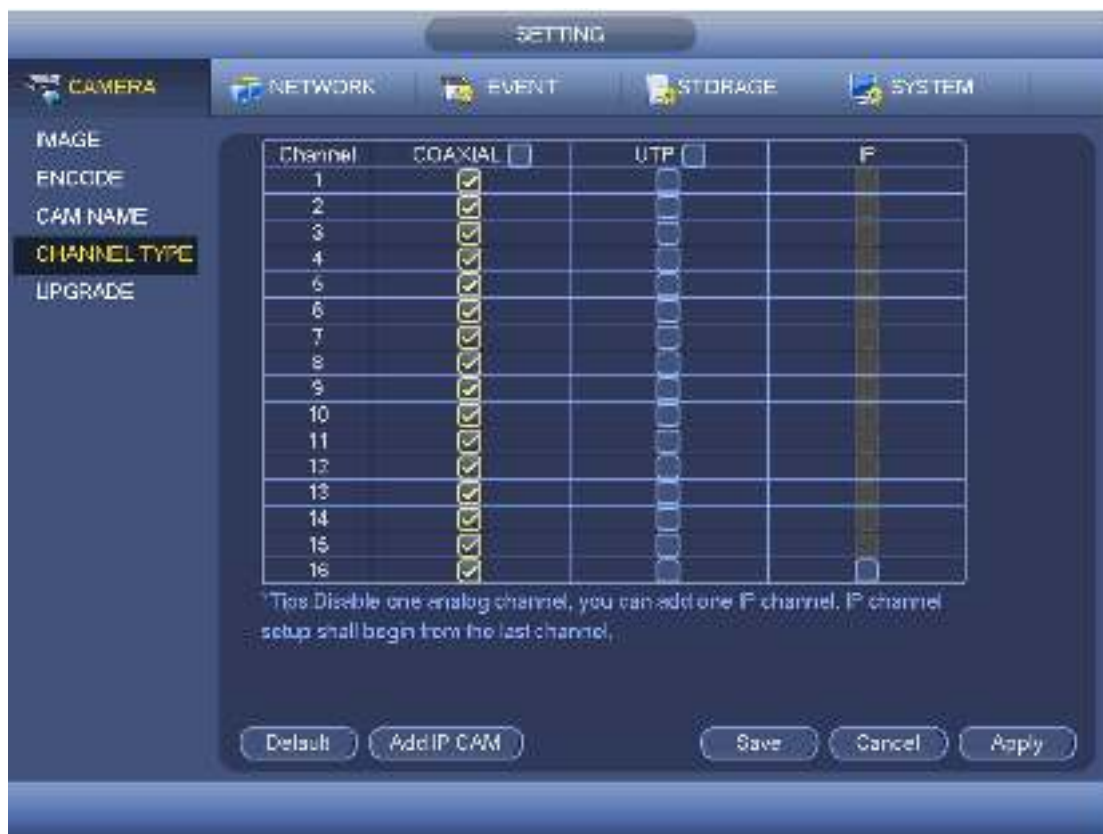 SETTING
CAMERA NETWORK EVENT STORAGE SYSTEM
IMAGE
ENCODE
CAM NAME
CHANNEL TYPE
UPGRADE
Channel COAXIAL UTP IP
1
2
3
4
5
6
7
8
9
10
11
12
13
14
15
16
*Tips:Disable one analog channel, you can add one IP channel. IP channel
setup shall begin from the last channel.
Default Add IP CAM Save Cancel Apply